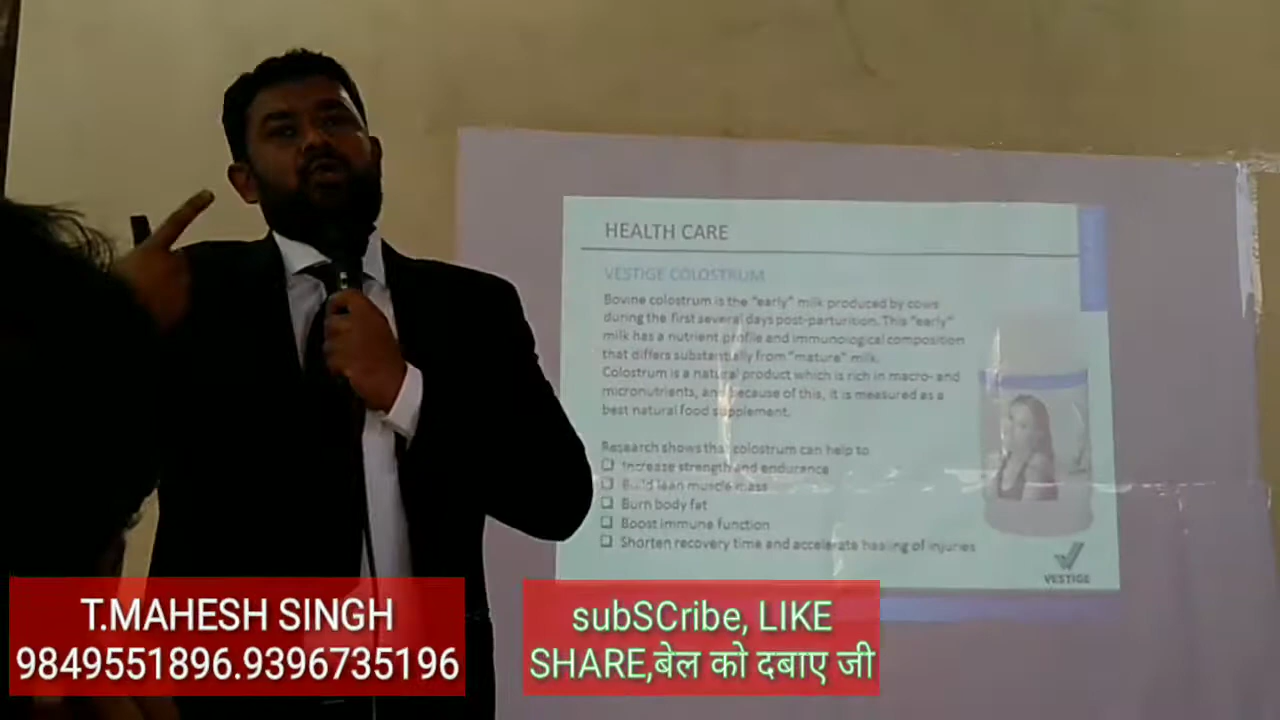 HEALTH CARE
VESTIGE COLOSTRUM
Bovine colostrum is the "early" milk produced by cows
during the first several days post-parturition. This "early"
milk has a nutrient profile and immunological composition
that differs substantially from "mature" milk.
Colostrum is a natural product which is rich in macro- and
micronutrients, and because of this, it is measured as a
best natural food supplement.
Research shows that colostrum can help to
Increase strength and endurance
Build lean muscle mass
Burn body fat
Boost immune function
Shorten recovery time and accelerate healing of injuries
VESTIGE
T.MAHESH SINGH
9849551896.9396735196
subSCribe, LIKE
SHARE,बेल को दबाए जी